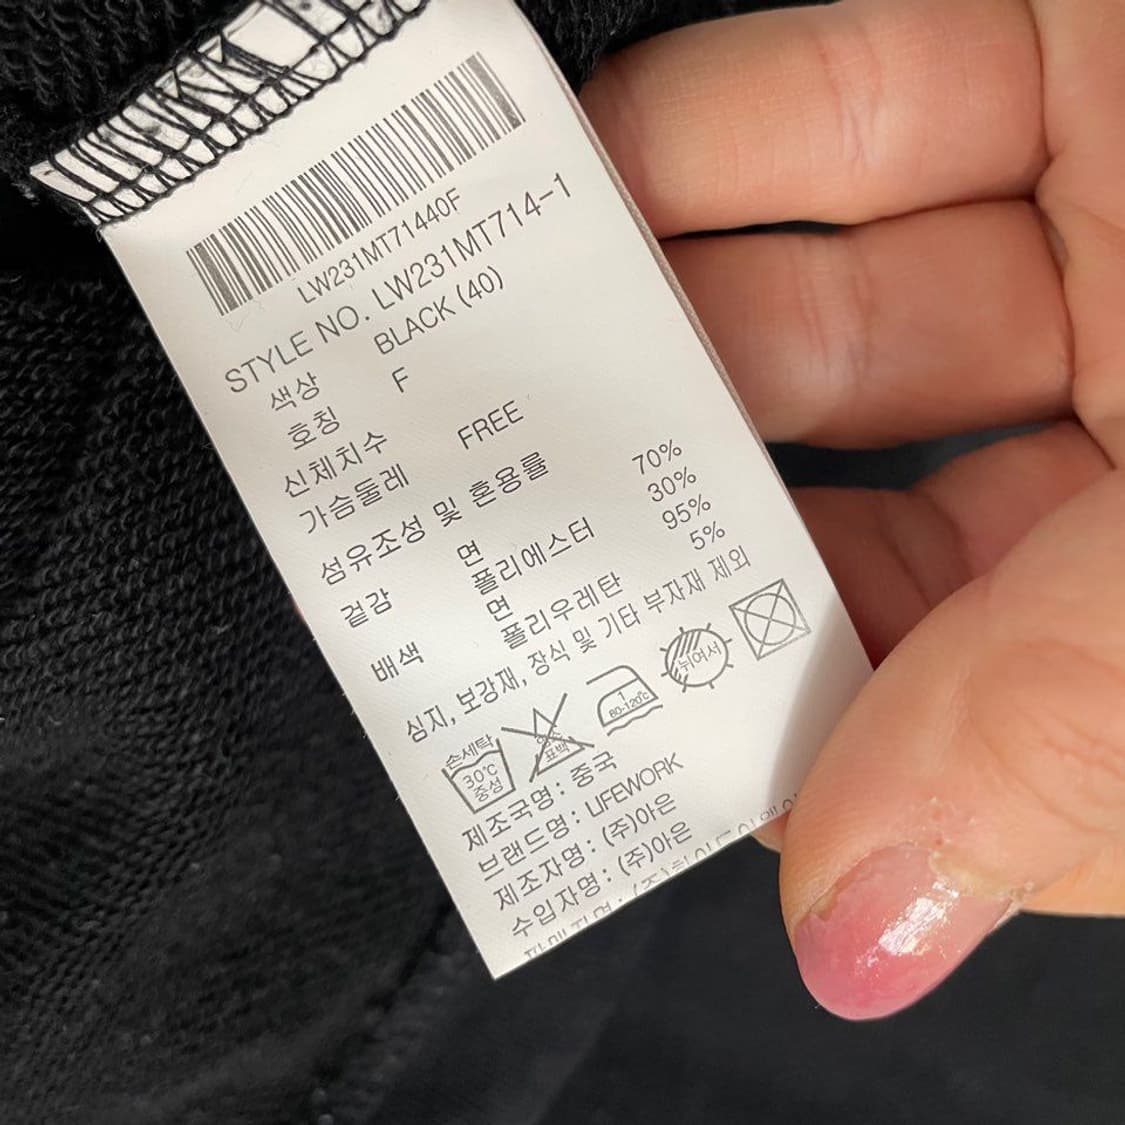 LW231MT71440F
STYLE NO. LW231MT714-1
색상 BLACK (40)
호칭 F
신체치수
가슴둘레 FREE
섬유조성 및 혼용률
겉감 면 70%
폴리에스터 30%
배색 면 95%
폴리우레탄 5%
심지, 보강재, 장식 및 기타 부자재 제외
손세탁
30℃
중성
표백
1
80-120℃
뉘여서
제조국명: 중국
브랜드명: LIFEWORK
제조자명: (주)아은
수입자명: (주)아은